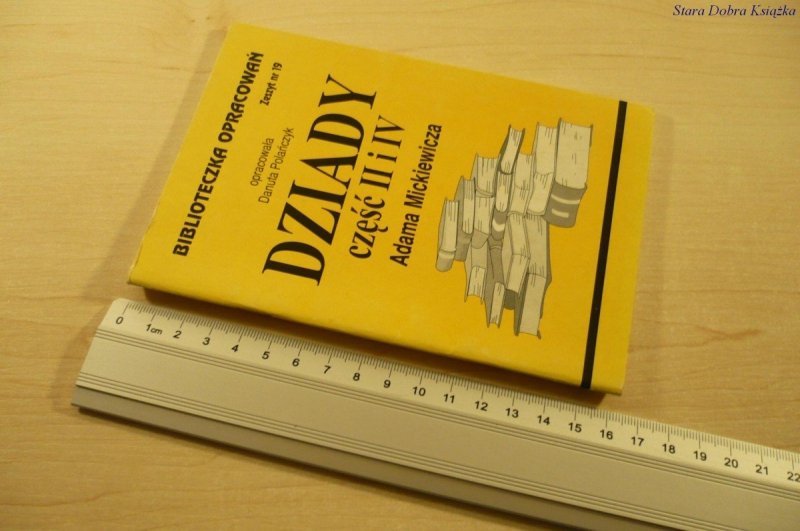 Stara Dobra Książka
BIBLIOTECZKA OPRACOWAŃ
Zeszyt nr 19
opracowała
Danuta Polańczyk
DZIADY
część II i IV
Adama Mickiewicza
0 1cm 2 3 4 5 6 7 8 9 10 11 12 13 14 15 16 17 18 19 20 21 22